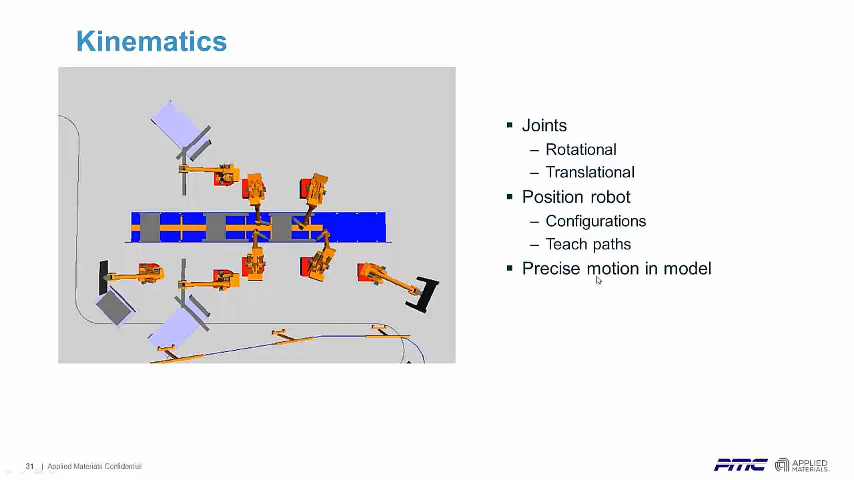 Kinematics
▪ Joints
– Rotational
– Translational
▪ Position robot
– Configurations
– Teach paths
▪ Precise motion in model
31 | Applied Materials Confidential
PMC
APPLIED
MATERIALS.